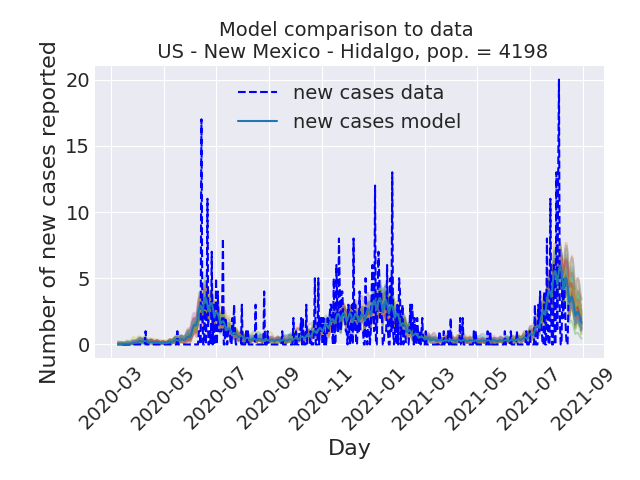 Model comparison to data
US - New Mexico - Hidalgo, pop. = 4198
new cases data
new cases model
Number of new cases reported
20
15
10
5
0
2020-03
2020-05
2020-07
2020-09
2020-11
2021-01
2021-03
2021-05
2021-07
2021-09
Day